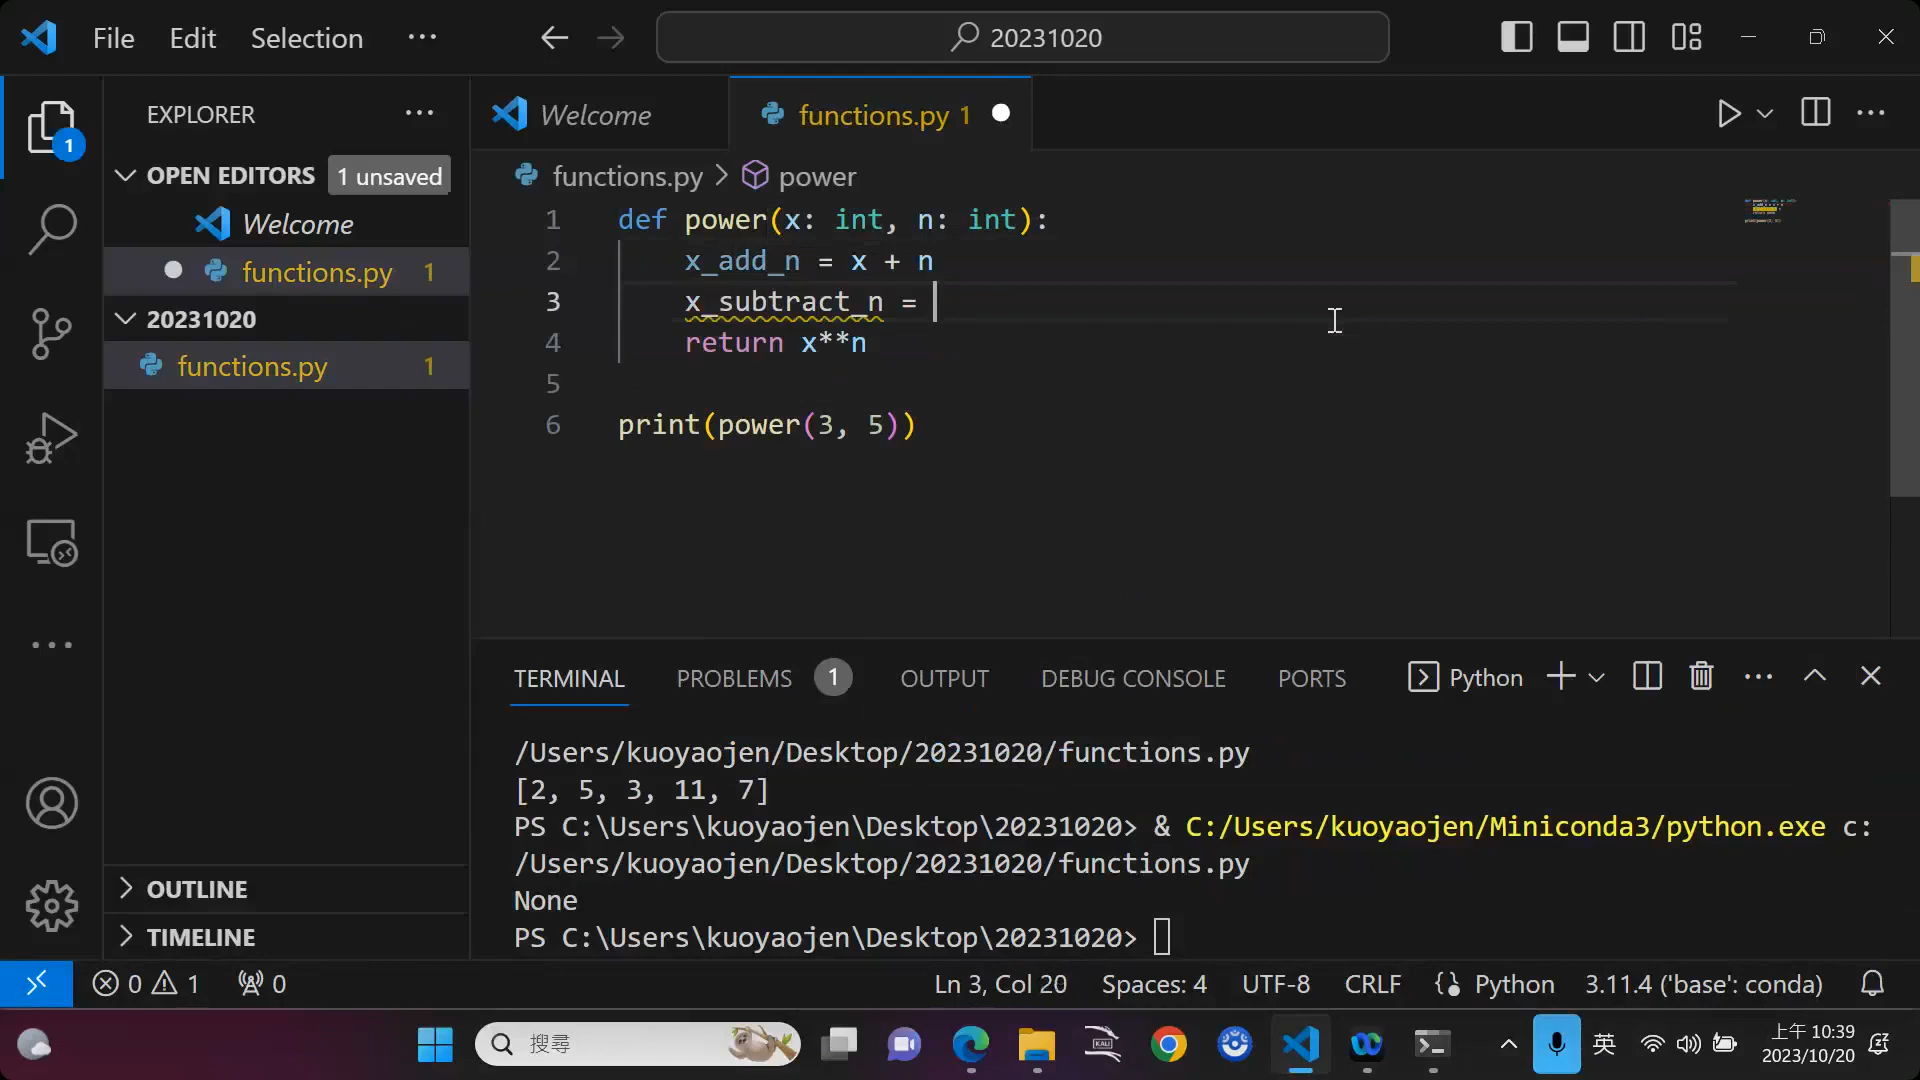 File Edit Selection ··· 20231020
EXPLORER ···
OPEN EDITORS 1 unsaved
Welcome
functions.py 1
20231020
functions.py 1
OUTLINE
TIMELINE
Welcome functions.py 1
functions.py > power
1 def power(x: int, n: int):
2 x_add_n = x + n
3 x_subtract_n =
4 return x**n
5
6 print(power(3, 5))
TERMINAL PROBLEMS 1 OUTPUT DEBUG CONSOLE PORTS Python
/Users/kuoyaojen/Desktop/20231020/functions.py
[2, 5, 3, 11, 7]
PS C:\Users\kuoyaojen\Desktop\20231020> & C:/Users/kuoyaojen/Miniconda3/python.exe c:
/Users/kuoyaojen/Desktop/20231020/functions.py
None
PS C:\Users\kuoyaojen\Desktop\20231020>
1
0 1 0 Ln 3, Col 20 Spaces: 4 UTF-8 CRLF Python 3.11.4 ('base': conda)
搜尋 英 上午 10:39
2023/10/20